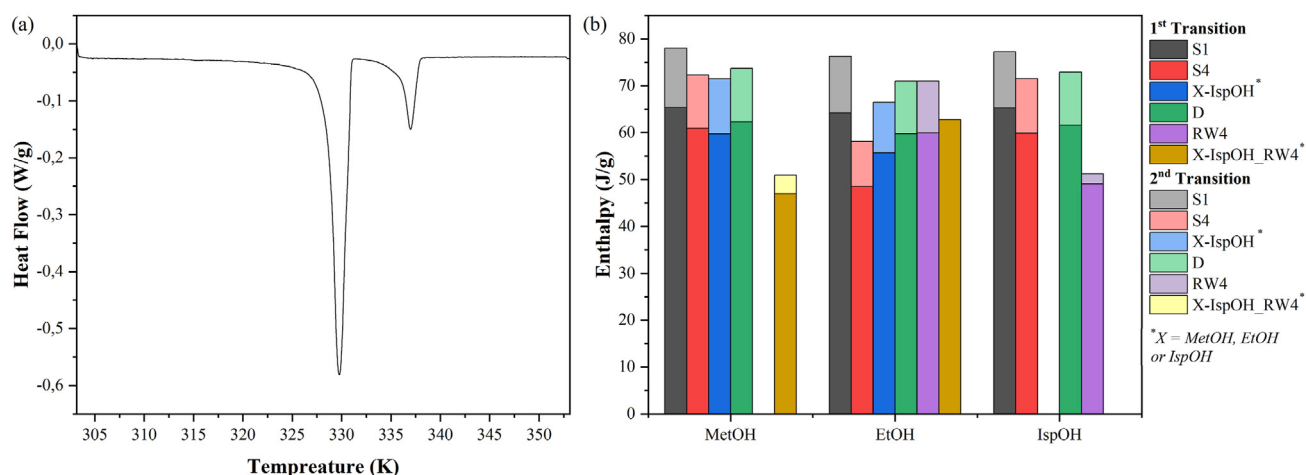 (a)
0,0
-0,1
-0,2
-0,3
-0,4
-0,5
-0,6
Heat Flow (W/g)
305 310 315 320 325 330 335 340 345 350
Tempreature (K)
(b)
80
70
60
50
40
30
20
10
0
Enthalpy (J/g)
MetOH EtOH IspOH
1st Transition
S1
S4
X-IspOH*
D
RW4
X-IspOH_RW4*
2nd Transition
S1
S4
X-IspOH*
D
RW4
X-IspOH_RW4*
*X = MetOH, EtOH
or IspOH